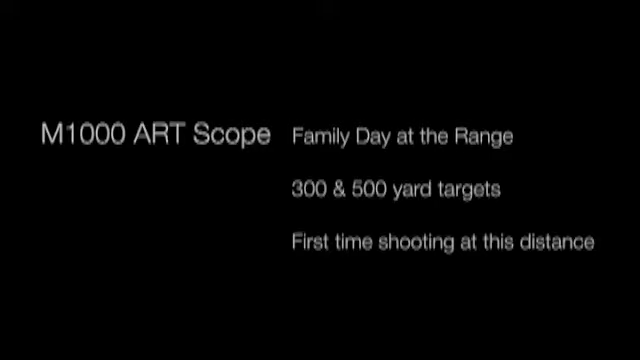 M1000 ART Scope Family Day at the Range
300 & 500 yard targets
First time shooting at this distance